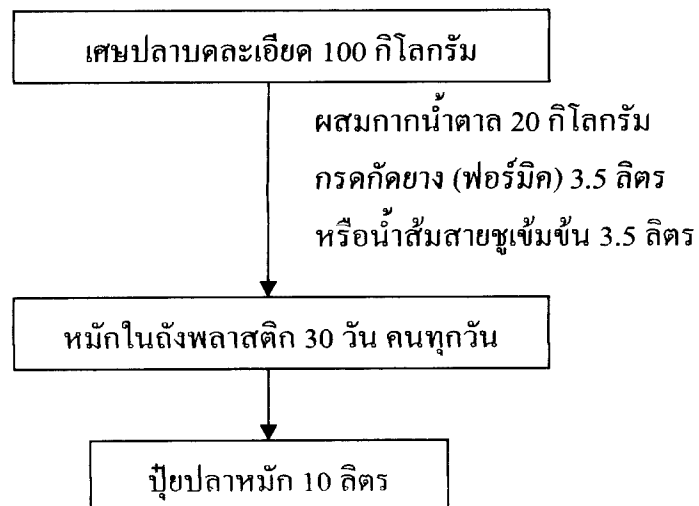 เศษปลาบดละเอียด 100 กิโลกรัม
ผสมกากน้ำตาล 20 กิโลกรัม
กรดกัดยาง (ฟอร์มิค) 3.5 ลิตร
หรือน้ำส้มสายชูเข้มข้น 3.5 ลิตร
หมักในถังพลาสติก 30 วัน คนทุกวัน
ปุ๋ยปลาหมัก 10 ลิตร